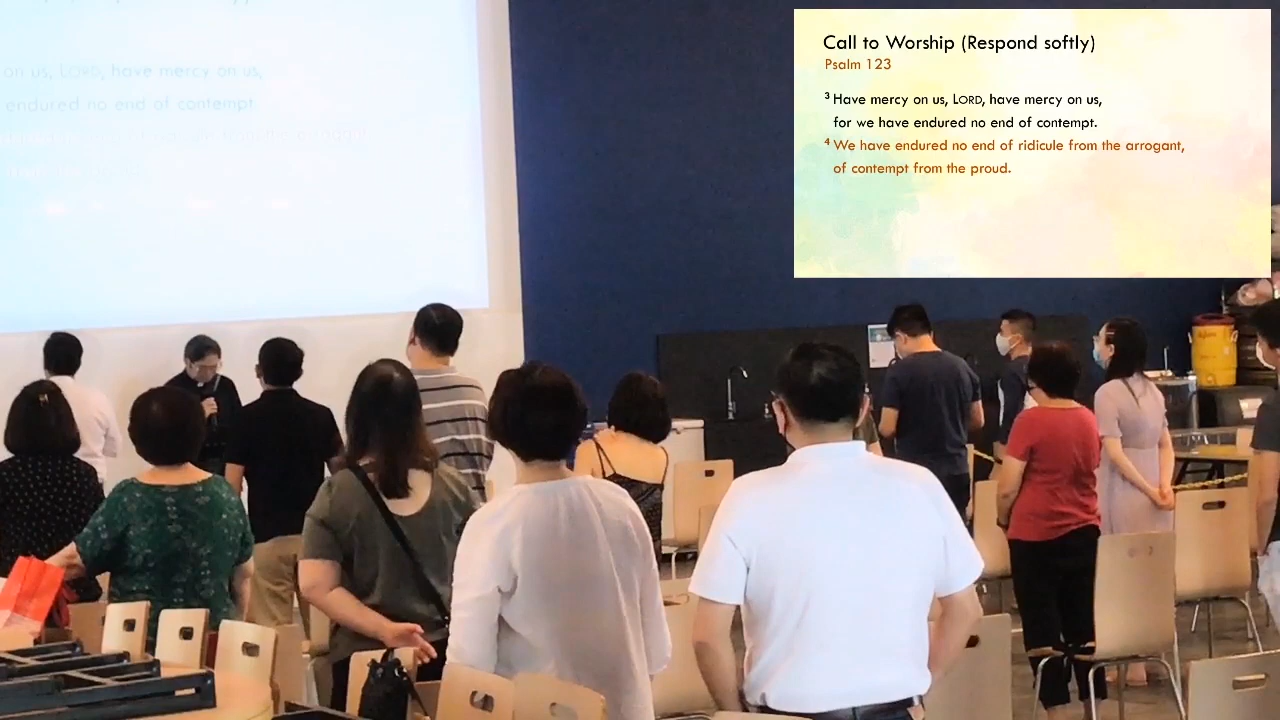 on us, LORD, have mercy on us,
endured no end of contempt.
Call to Worship (Respond softly)
Psalm 123
3 Have mercy on us, LORD, have mercy on us,
for we have endured no end of contempt.
4 We have endured no end of ridicule from the arrogant,
of contempt from the proud.